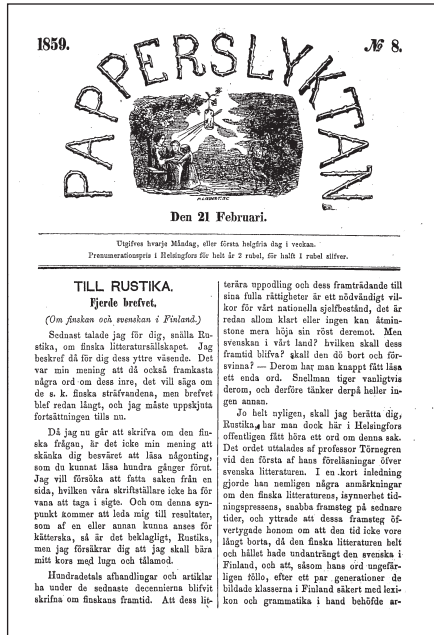 1859.
№ 8.
PAPPERSLYKTAN
Den 21 Februari.
Utgifves hvarje Måndag, eller första helgfria dag i veckan.
Prenumerationspris i Helsingfors för helt år 2 rubel, för halft 1 rubel silfver.
TILL RUSTIKA.
Fjerde brefvet.
(Om finskan och svenskan i Finland.)
Sednast talade jag för dig, snälla Ru-
stika, om finska litteratursällskapet. Jag
beskref då för dig dess yttre väsende. Det
var min mening att då också framkasta
några ord om dess inre, det vill säga om
de s. k. finska sträfvandena, men brefvet
blef redan långt, och jag måste uppskjuta
fortsättningen tills nu.
Då jag nu går att skrifva om den fin-
ska frågan, är det icke min mening att
skänka dig besväret att läsa någonting,
som du kunnat läsa hundra gånger förut.
Jag vill försöka att fatta saken från en
sida, hvilken våra skriftställare icke ha för
vana att taga i sigte. Och om denna syn-
punkt kommer att leda mig till resultater,
som af en eller annan kunna anses för
kätterska, så är det beklagligt, Rustika,
men jag försäkrar dig att jag skall bära
mitt kors med lugn och tålamod.
Hundradetals afhandlingar och artiklar
ha under de sednaste decennierna blifvit
skrifna om finskans framtid. Att dess lit-
terära uppodling och dess framträdande till
sina fulla rättigheter är ett nödvändigt vil-
kor för vårt nationella sjelfbestånd, det är
redan allom klart eller ingen kan åtmin-
stone mera höja sin röst deremot. Men
svenskan i vårt land? hvilken skall dess
framtid blifva? skall den dö bort och för-
svinna? — Derom har man knappt fått läsa
ett enda ord. Snellman tiger vanligtvis
derom, och derföre tänker derpå heller in-
gen annan.
Jo helt nyligen, skall jag berätta dig,
Rustika, har man dock här i Helsingfors
offentligen fått höra ett ord om denna sak.
Det ordet uttalades af professor Törnegren
vid den första af hans föreläsningar öfver
svenska litteraturen. I en kort inledning
gjorde han nemligen några anmärkningar
om den finska litteraturens, isynnerhet tid-
ningspressens, snabba framsteg på sednare
tider, och yttrade att dessa framsteg öf-
vertygade honom om att den tid icke vore
långt borta, då den finska litteraturen helt
och hållet hade undanträngt den svenska i
Finland, och att, såsom hans ord ungefär-
ligen föllo, efter ett par generationer de
bildade klasserna i Finland säkert med lexi-
kon och grammatika i hand behöfde ar-